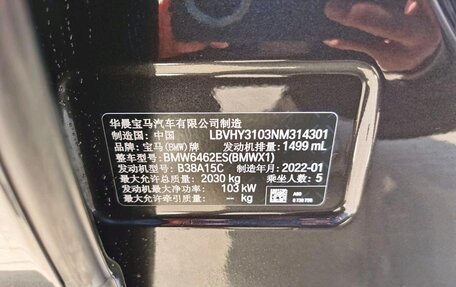 华晨宝马汽车有限公司制造
制造国：中国 LBVHY3103NM314301
品牌：宝马(BMW)牌 发动机排量：1499 mL
整车型号：BMW6462ES(BMWX1)
发动机型号：B38A15C 制造年月：2022-01
最大允许总质量：2030 kg 乘坐人数：5
发动机最大净功率：103 kW
最大允许牵引质量：-- kg